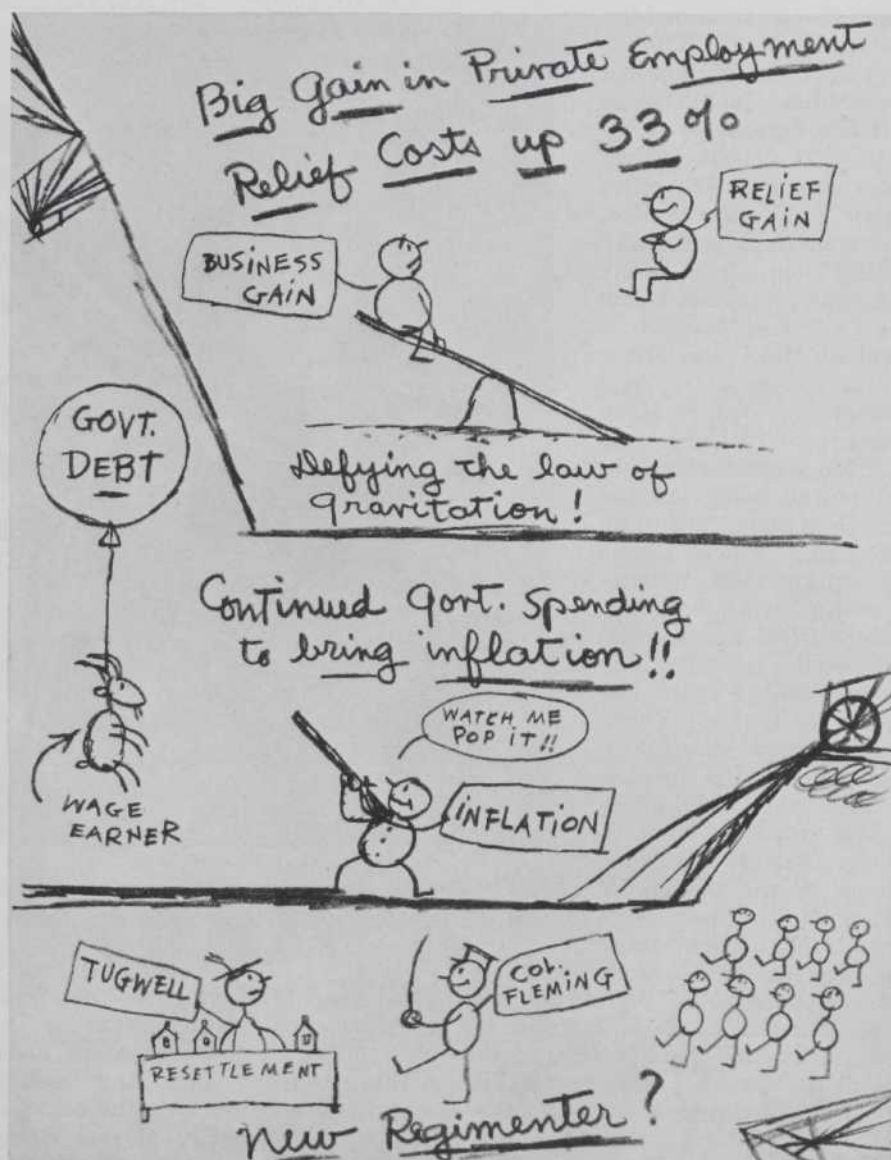 Big Gain in Private Employment
Relief Costs up 33%
RELIEF
GAIN
BUSINESS
GAIN
Defying the law of
gravitation!
GOVT.
DEBT
Continued Govt. Spending
to bring inflation!!
WATCH ME
POP IT!!
INFLATION
WAGE
EARNER
TUGWELL
RESETTLEMENT
COL.
FLEMING
New Regimenter?